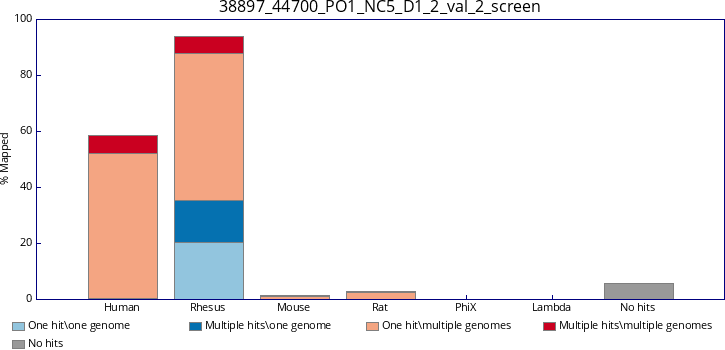 38897_44700_PO1_NC5_D1_2_val_2_screen
100
80
60
40
20
0
% Mapped
Human Rhesus Mouse Rat PhiX Lambda No hits
One hit\one genome Multiple hits\one genome One hit\multiple genomes Multiple hits\multiple genomes
No hits